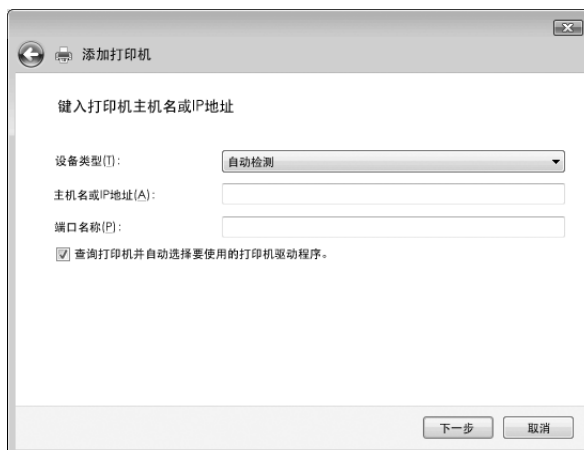 添加打印机
键入打印机主机名或IP地址
设备类型(T): 自动检测
主机名或IP地址(A):
端口名称(P):
查询打印机并自动选择要使用的打印机驱动程序。
下一步 取消